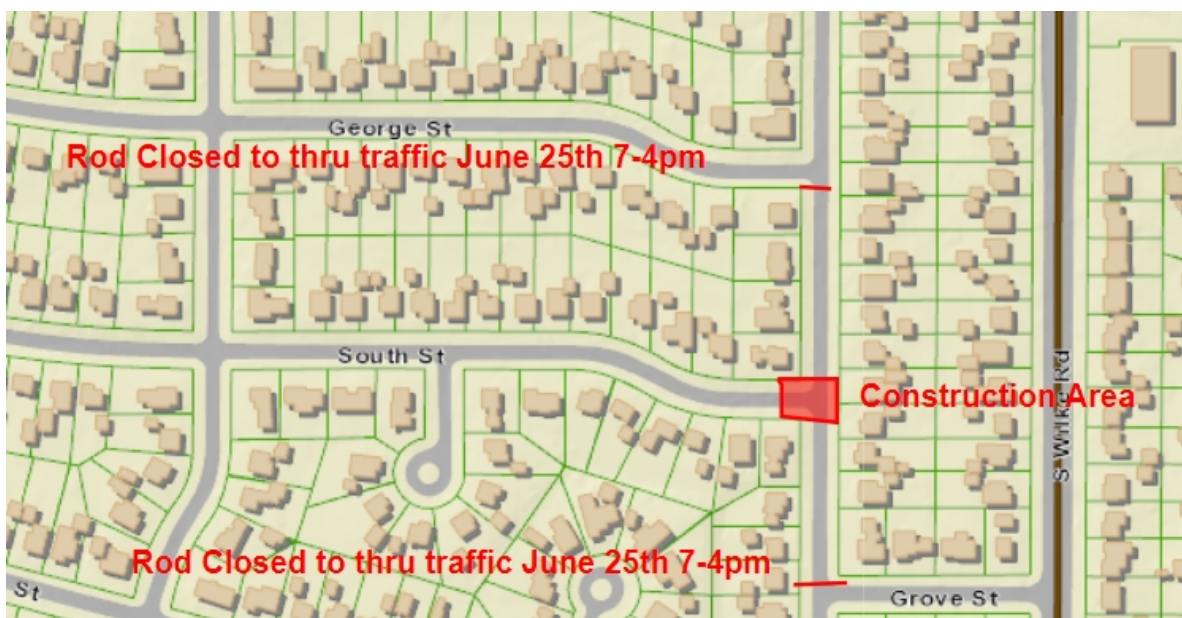 George St
Rod Closed to thru traffic June 25th 7-4pm
South St
Construction Area
S Wilke Rd
Rod Closed to thru traffic June 25th 7-4pm
St
Grove St